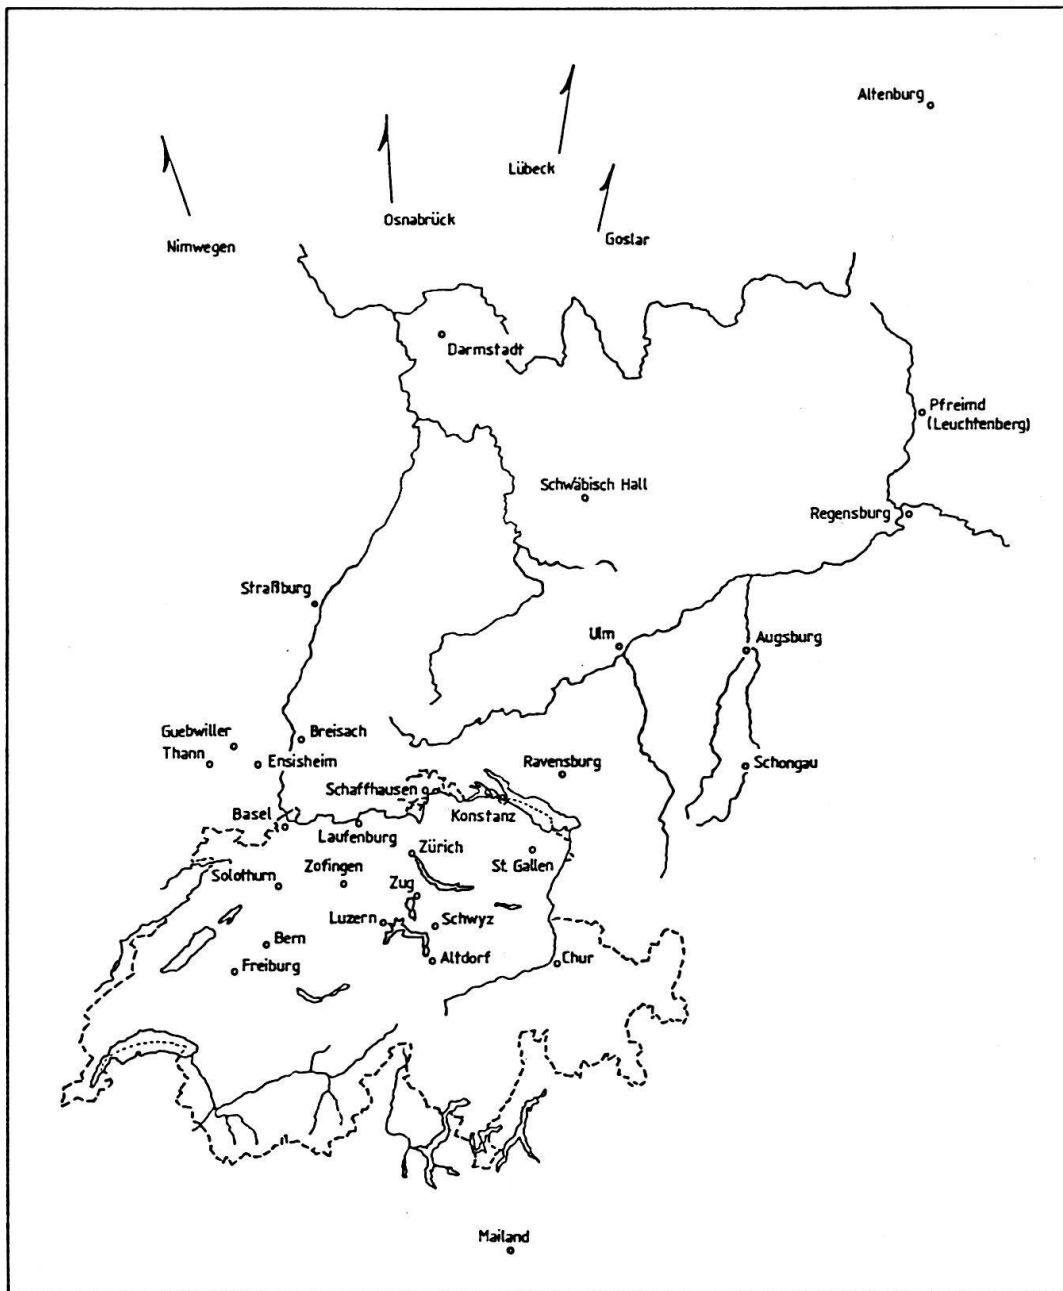 Altenburg
Lübeck
Osnabrück
Goslar
Nimwegen
Darmstadt
Pfreimd
(Leuchtenberg)
Schwäbisch Hall
Regensburg
Straßburg
Ulm
Augsburg
Guebwiller
Breisach
Thann
Ensisheim
Ravensburg
Schongau
Schaffhausen
Konstanz
Basel
Laufenburg
Zürich
St. Gallen
Zofingen
Solothurn
Zug
Luzern
Schwyz
Bern
Altdorf
Chur
Freiburg
Mailand